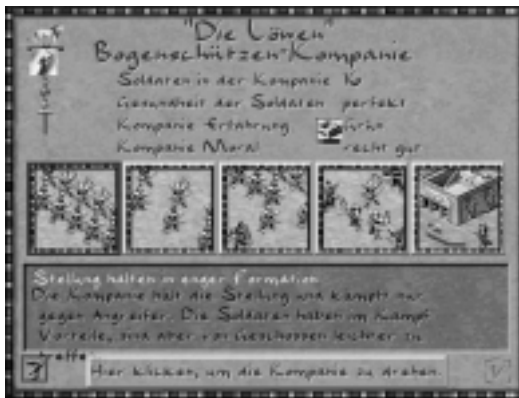 "Die Löwen"
Bogenschützen-Kompanie
Soldaten in der Kompanie 16
Gesundheit der Soldaten perfekt
Kompanie Erfahrung grün
Kompanie Moral recht gut
Stellung halten in enger Formation
Die Kompanie hält die Stellung und kämpft nur
gegen Angreifer. Die Soldaten haben im Kampf
Vorteile, sind aber von Geschossen leichter zu
treffe
Hier klicken, um die Kompanie zu drehen.